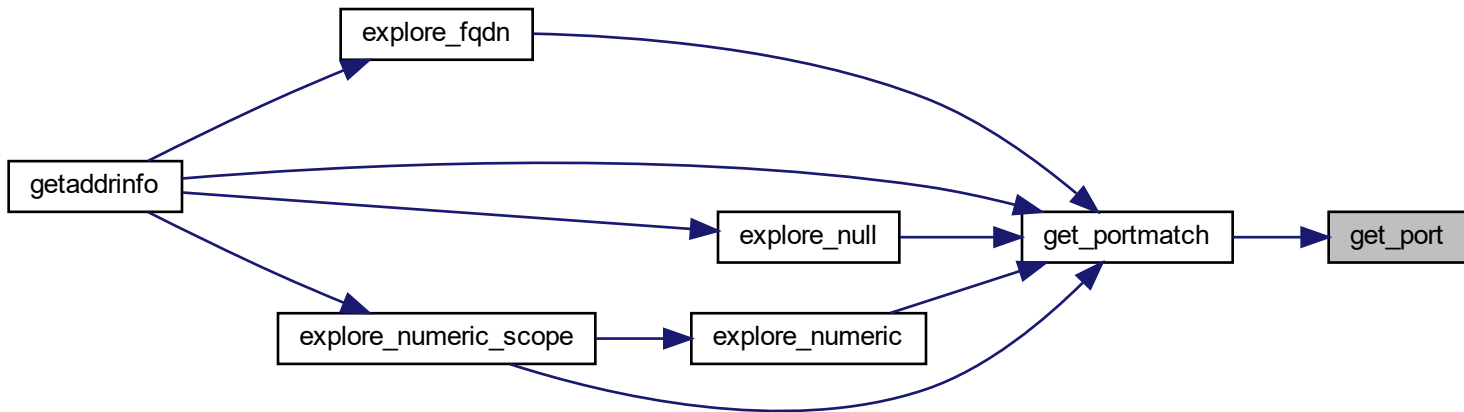 explore_fqdn
getaddrinfo
explore_null
get_portmatch
get_port
explore_numeric_scope
explore_numeric